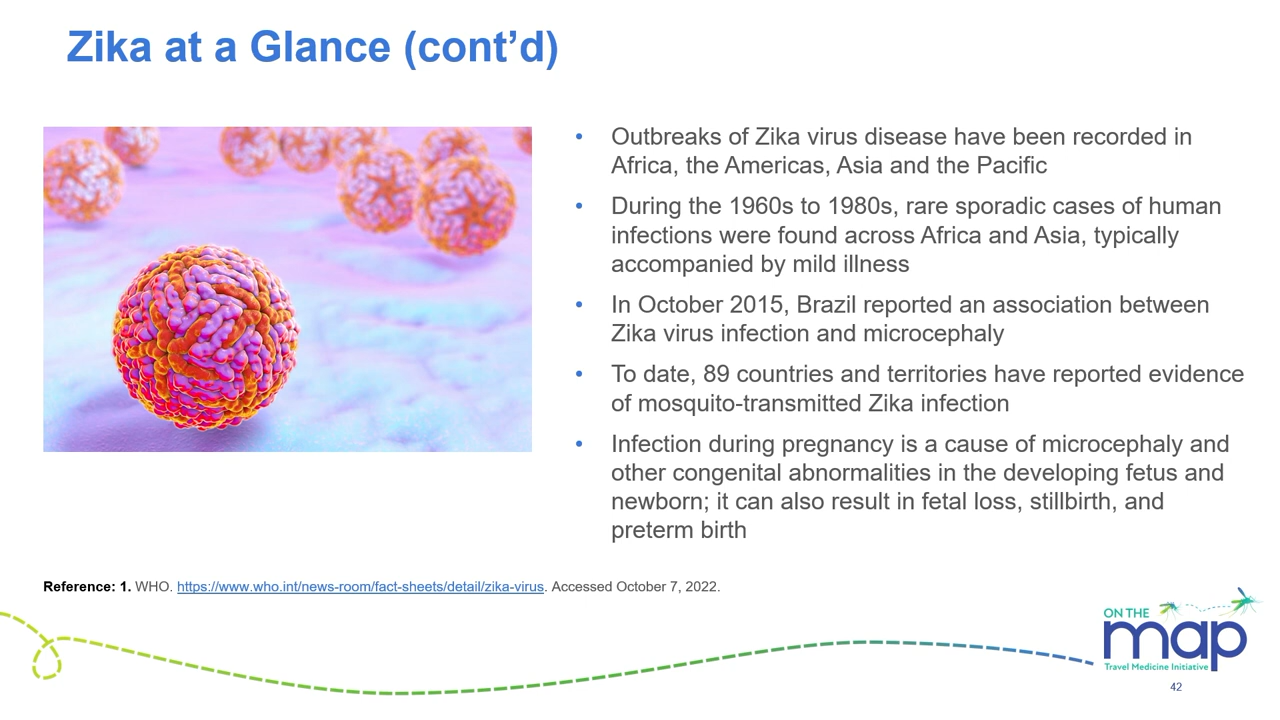 Zika at a Glance (cont’d)
• Outbreaks of Zika virus disease have been recorded in
Africa, the Americas, Asia and the Pacific
• During the 1960s to 1980s, rare sporadic cases of human
infections were found across Africa and Asia, typically
accompanied by mild illness
• In October 2015, Brazil reported an association between
Zika virus infection and microcephaly
• To date, 89 countries and territories have reported evidence
of mosquito-transmitted Zika infection
• Infection during pregnancy is a cause of microcephaly and
other congenital abnormalities in the developing fetus and
newborn; it can also result in fetal loss, stillbirth, and
preterm birth
Reference: 1. WHO. https://www.who.int/news-room/fact-sheets/detail/zika-virus. Accessed October 7, 2022.
ON THE
map
Travel Medicine Initiative
42